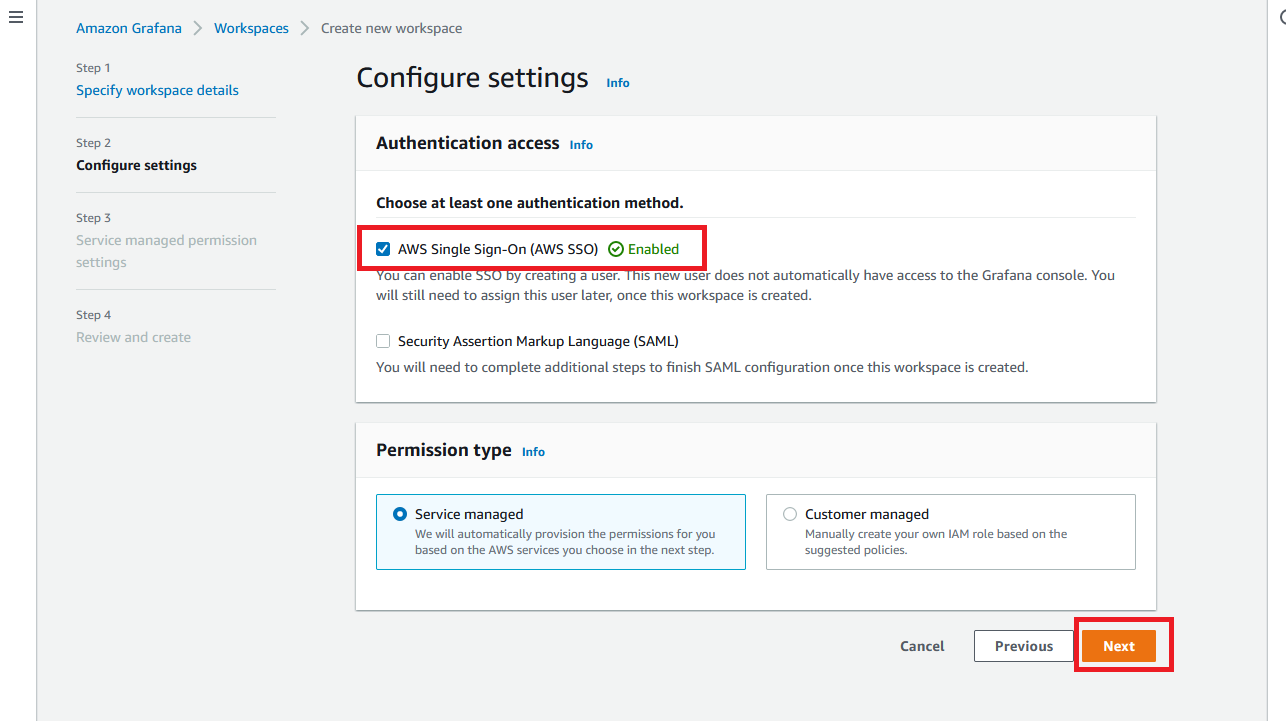 Amazon Grafana > Workspaces > Create new workspace
Step 1
Specify workspace details
Step 2
Configure settings
Step 3
Service managed permission
settings
Step 4
Review and create
Configure settings Info
Authentication access Info
Choose at least one authentication method.
AWS Single Sign-On (AWS SSO) Enabled
You can enable SSO by creating a user. This new user does not automatically have access to the Grafana console. You
will still need to assign this user later, once this workspace is created.
Security Assertion Markup Language (SAML)
You will need to complete additional steps to finish SAML configuration once this workspace is created.
Permission type Info
Service managed
We will automatically provision the permissions for you
based on the AWS services you choose in the next step.
Customer managed
Manually create your own IAM role based on the
suggested policies.
Cancel Previous Next